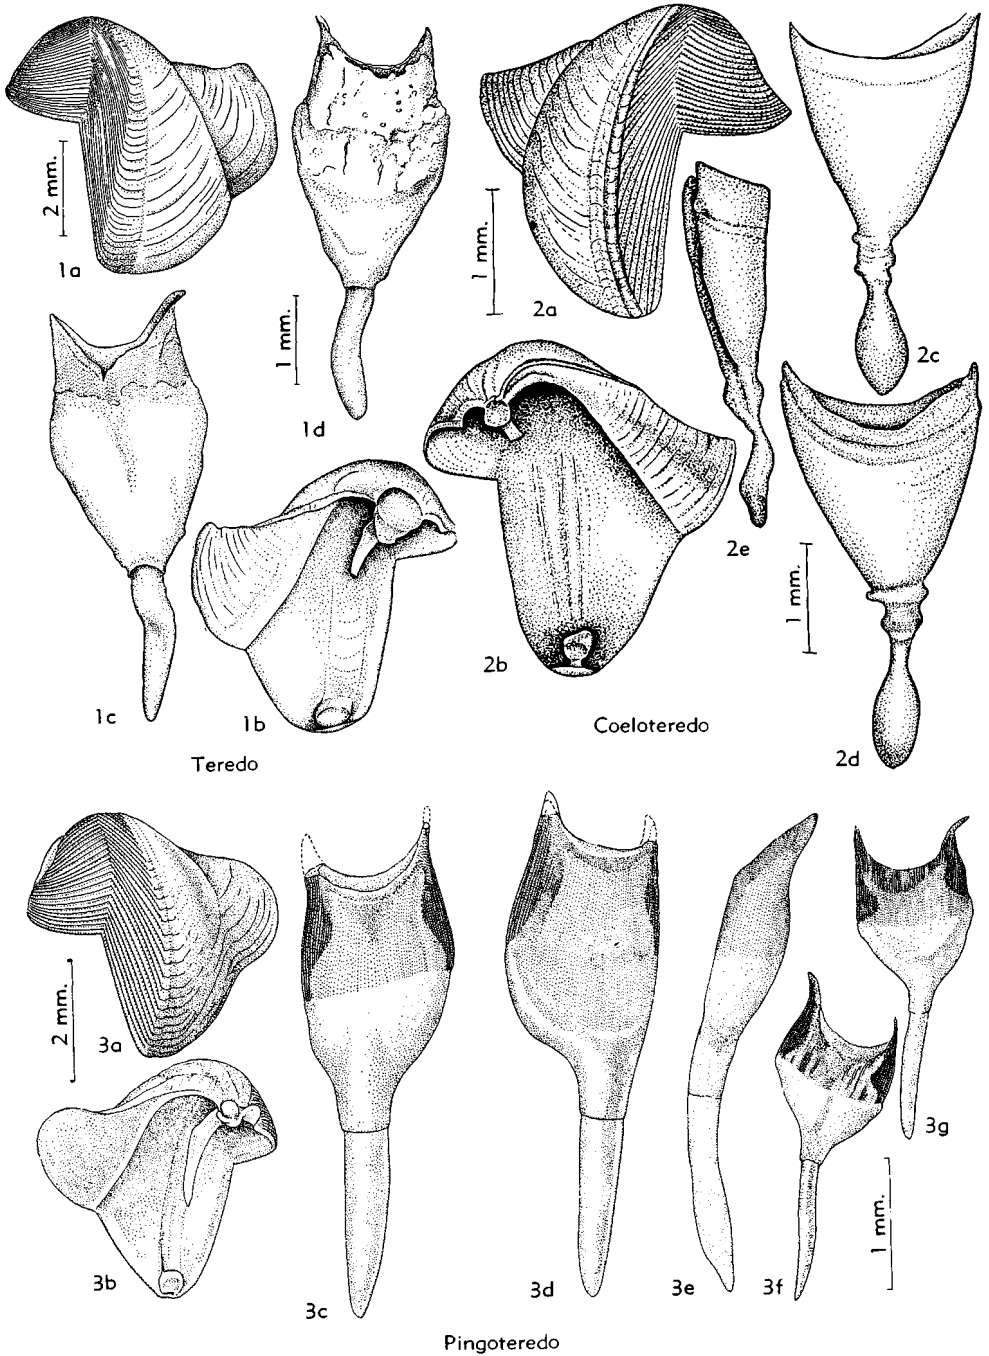 2 mm.
1a
1 mm.
1d
1 mm.
2a
2c
1c
1b
Teredo
2b
2e
1 mm.
2d
Coeloteredo
2 mm.
3a
3b
3c
3d
3e
3f
3g
1 mm.
Pingoteredo